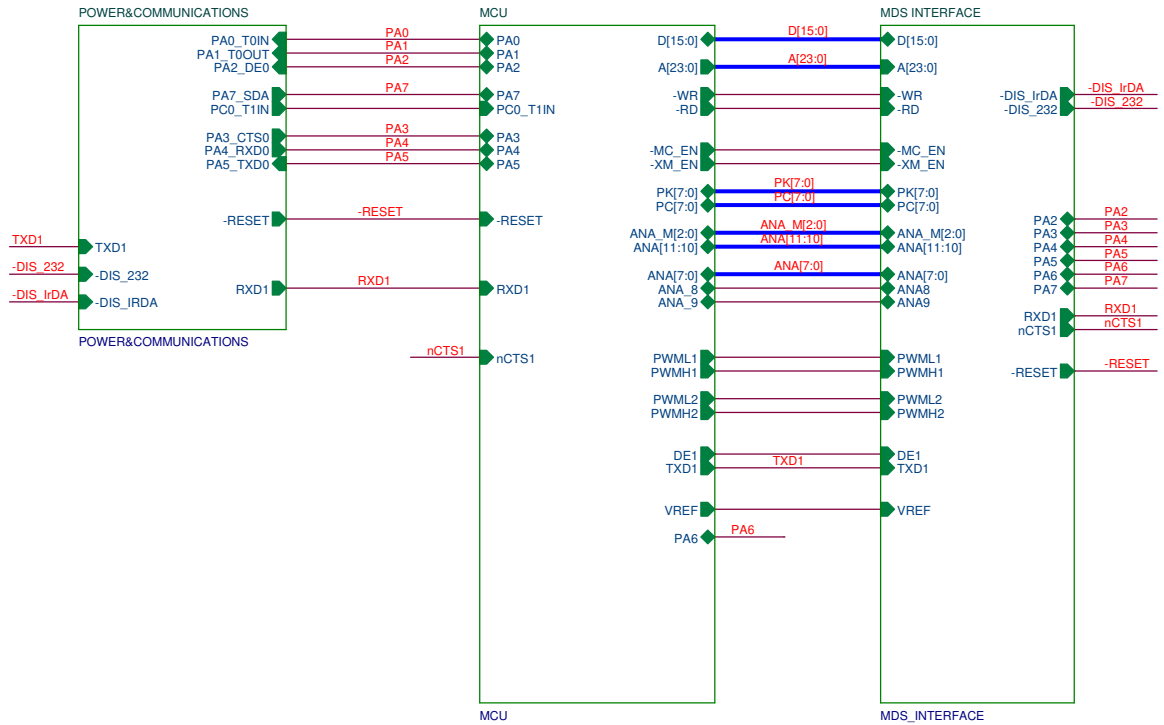 POWER&COMMUNICATIONS
PA0_T0IN
PA1_T0OUT
PA2_DE0
PA7_SDA
PC0_T1IN
PA3_CTS0
PA4_RXD0
PA5_TXD0
-RESET
TXD1
TXD1
-DIS_232
-DIS_232
-DIS_IrDA
-DIS_IRDA
RXD1
POWER&COMMUNICATIONS
PA0
PA1
PA2
PA7
PA3
PA4
PA5
-RESET
RXD1
nCTS1
MCU
PA0
PA1
PA2
PA7
PC0_T1IN
PA3
PA4
PA5
-RESET
RXD1
nCTS1
D[15:0]
A[23:0]
-WR
-RD
-MC_EN
-XM_EN
PK[7:0]
PC[7:0]
ANA_M[2:0]
ANA[11:10]
ANA[7:0]
ANA_8
ANA_9
PWML1
PWMH1
PWML2
PWMH2
DE1
TXD1
VREF
PA6
MCU
D[15:0]
A[23:0]
PK[7:0]
PC[7:0]
ANA_M[2:0]
ANA[11:10]
ANA[7:0]
TXD1
PA6
MDS INTERFACE
D[15:0]
A[23:0]
-WR
-RD
-MC_EN
-XM_EN
PK[7:0]
PC[7:0]
ANA_M[2:0]
ANA[11:10]
ANA[7:0]
ANA8
ANA9
PWML1
PWMH1
PWML2
PWMH2
DE1
TXD1
VREF
-DIS_IrDA
-DIS_232
PA2
PA3
PA4
PA5
PA6
PA7
RXD1
nCTS1
-RESET
MDS_INTERFACE
-DIS_IrDA
-DIS_232
PA2
PA3
PA4
PA5
PA6
PA7
RXD1
nCTS1
-RESET